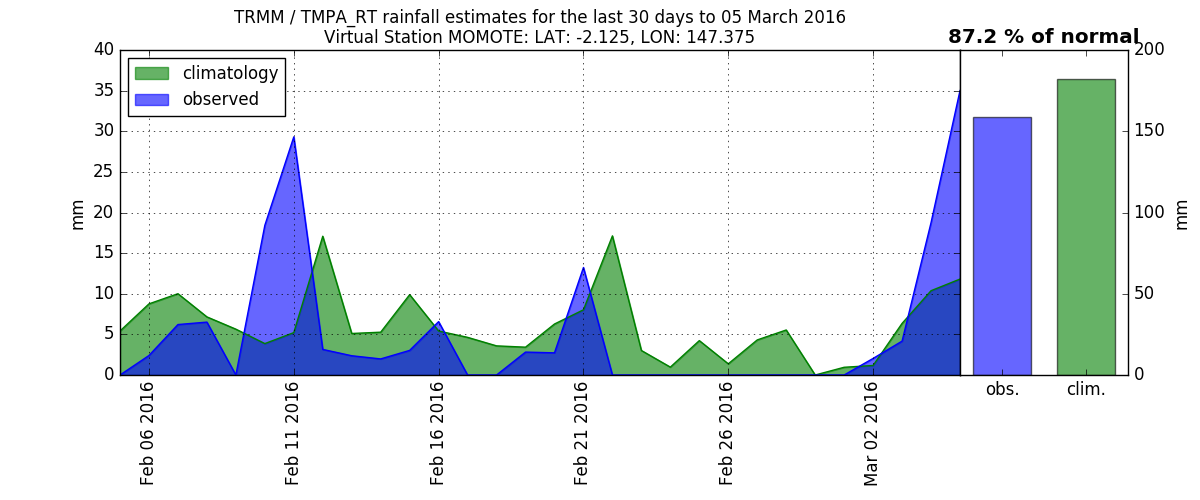 TRMM / TMPA_RT rainfall estimates for the last 30 days to 05 March 2016
Virtual Station MOMOTE: LAT: -2.125, LON: 147.375
87.2 % of normal
climatology
observed
mm
40
35
30
25
20
15
10
5
0
Feb 06 2016
Feb 11 2016
Feb 16 2016
Feb 21 2016
Feb 26 2016
Mar 02 2016
obs.
clim.
200
150
100
50
0
mm